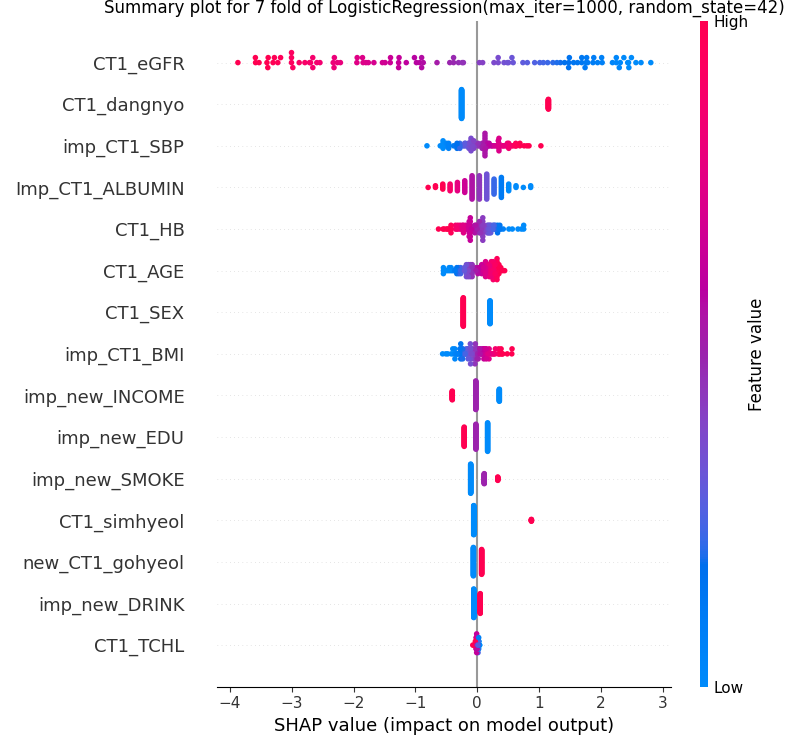 Summary plot for 7 fold of LogisticRegression(max_iter=1000, random_state=42)
High
CT1_eGFR
CT1_dangnyo
imp_CT1_SBP
Imp_CT1_ALBUMIN
CT1_HB
CT1_AGE
CT1_SEX
imp_CT1_BMI
imp_new_INCOME
imp_new_EDU
imp_new_SMOKE
CT1_simhyeol
new_CT1_gohyeol
imp_new_DRINK
CT1_TCHL
Feature value
Low
−4 −3 −2 −1 0 1 2 3
SHAP value (impact on model output)